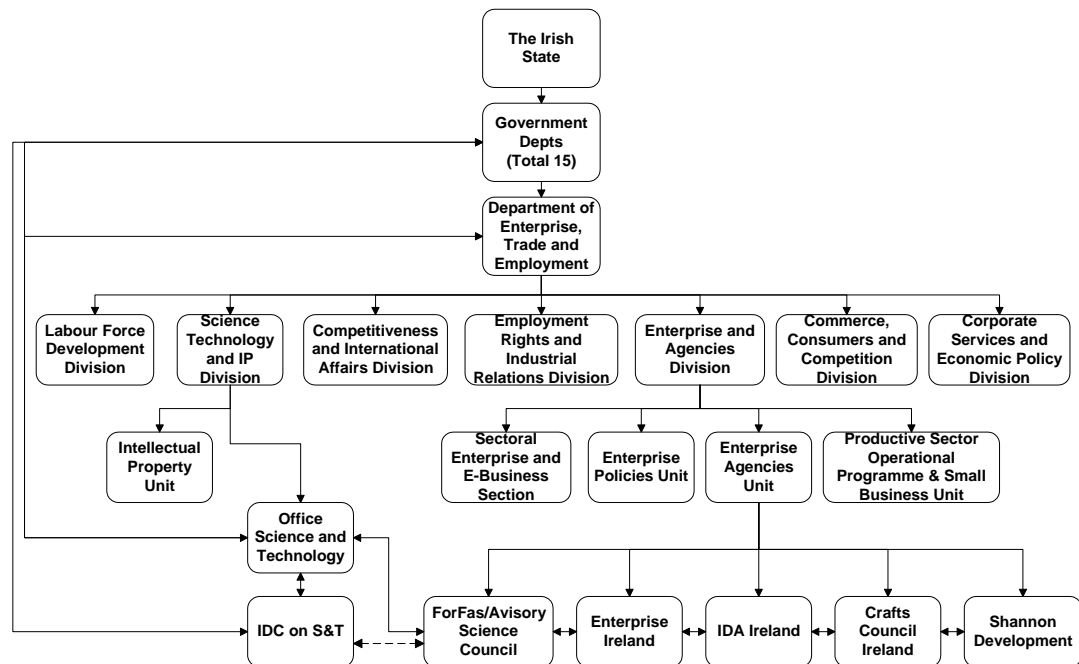 The Irish
State
Government
Depts
(Total 15)
Department of
Enterprise,
Trade and
Employment
Labour Force
Development
Division
Science
Technology
and IP
Division
Competitiveness
and International
Affairs Division
Employment
Rights and
Industrial
Relations Division
Enterprise and
Agencies
Division
Commerce,
Consumers and
Competition
Division
Corporate
Services and
Economic Policy
Division
Intellectual
Property
Unit
Sectoral
Enterprise and
E-Business
Section
Enterprise
Policies Unit
Enterprise
Agencies
Unit
Productive Sector
Operational
Programme & Small
Business Unit
Office
Science and
Technology
IDC on S&T
ForFas/Avisory
Science
Council
Enterprise
Ireland
IDA Ireland
Crafts
Council
Ireland
Shannon
Development